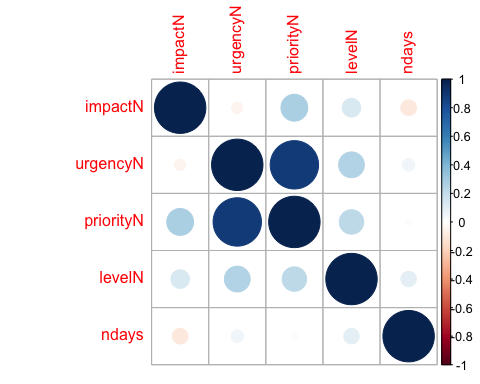 impactN
urgencyN
priorityN
levelN
ndays
impactN
urgencyN
priorityN
levelN
ndays
1
0.8
0.6
0.4
0.2
0
-0.2
-0.4
-0.6
-0.8
-1